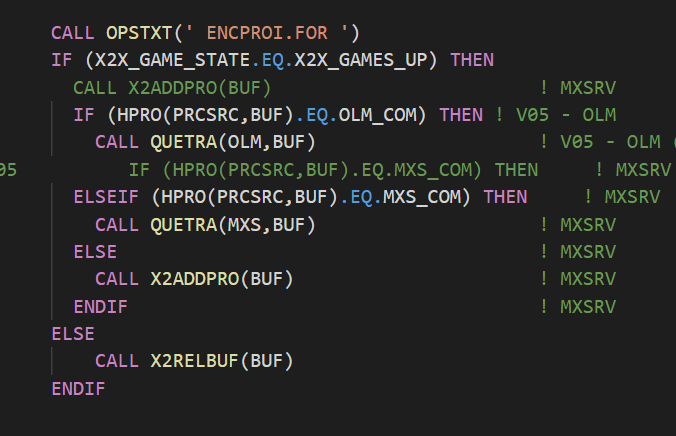 CALL OPSTXT(' ENCPROI.FOR ')
IF (X2X_GAME_STATE.EQ.X2X_GAMES_UP) THEN
CALL X2ADDPRO(BUF) ! MXSRV
IF (HPRO(PRCSRC,BUF).EQ.OLM_COM) THEN ! V05 - OLM
CALL QUETRA(OLM,BUF) ! V05 - OLM (
05 IF (HPRO(PRCSRC,BUF).EQ.MXS_COM) THEN ! MXSRV
ELSEIF (HPRO(PRCSRC,BUF).EQ.MXS_COM) THEN ! MXSRV
CALL QUETRA(MXS,BUF) ! MXSRV
ELSE ! MXSRV
CALL X2ADDPRO(BUF) ! MXSRV
ENDIF ! MXSRV
ELSE
CALL X2RELBUF(BUF)
ENDIF